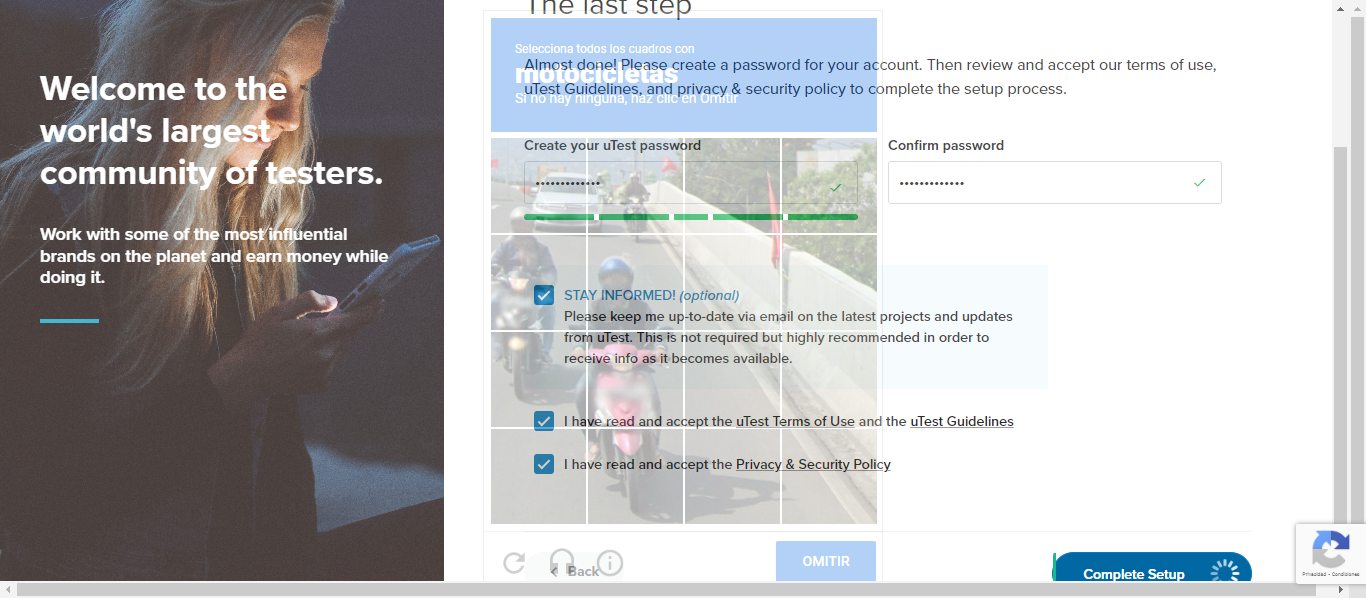 Welcome to the
world's largest
community of testers.
Work with some of the most influential
brands on the planet and earn money while
doing it.
The last step
Selecciona todos los cuadros con
motocicletas
Si no hay ninguna, haz clic en Omitir
Almost done! Please create a password for your account. Then review and accept our terms of use,
uTest Guidelines, and privacy & security policy to complete the setup process.
Create your uTest password
Confirm password
•••••••••••••
•••••••••••••
STAY INFORMED! (optional)
Please keep me up-to-date via email on the latest projects and updates
from uTest. This is not required but highly recommended in order to
receive info as it becomes available.
I have read and accept the uTest Terms of Use and the uTest Guidelines
I have read and accept the Privacy & Security Policy
Back
OMITIR
Complete Setup
Privacidad - Condiciones